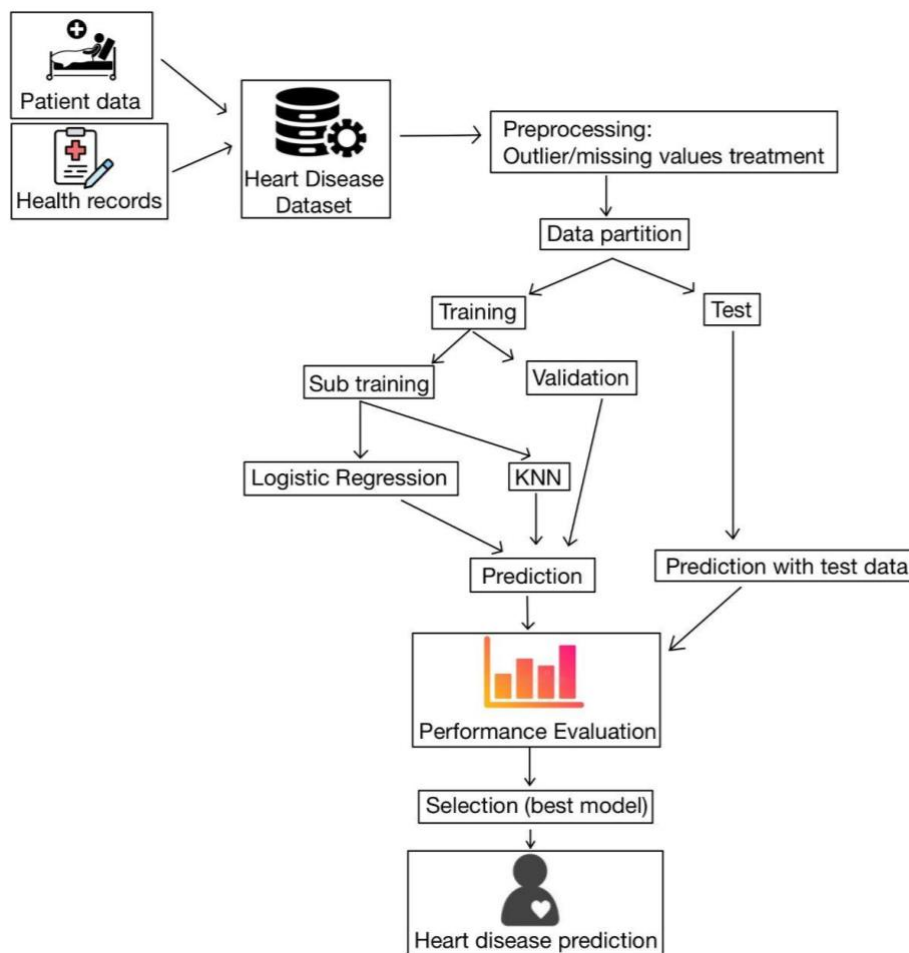 Patient data
Health records
Heart Disease
Dataset
Preprocessing:
Outlier/missing values treatment
Data partition
Training
Test
Sub training
Validation
Logistic Regression
KNN
Prediction
Prediction with test data
Performance Evaluation
Selection (best model)
Heart disease prediction